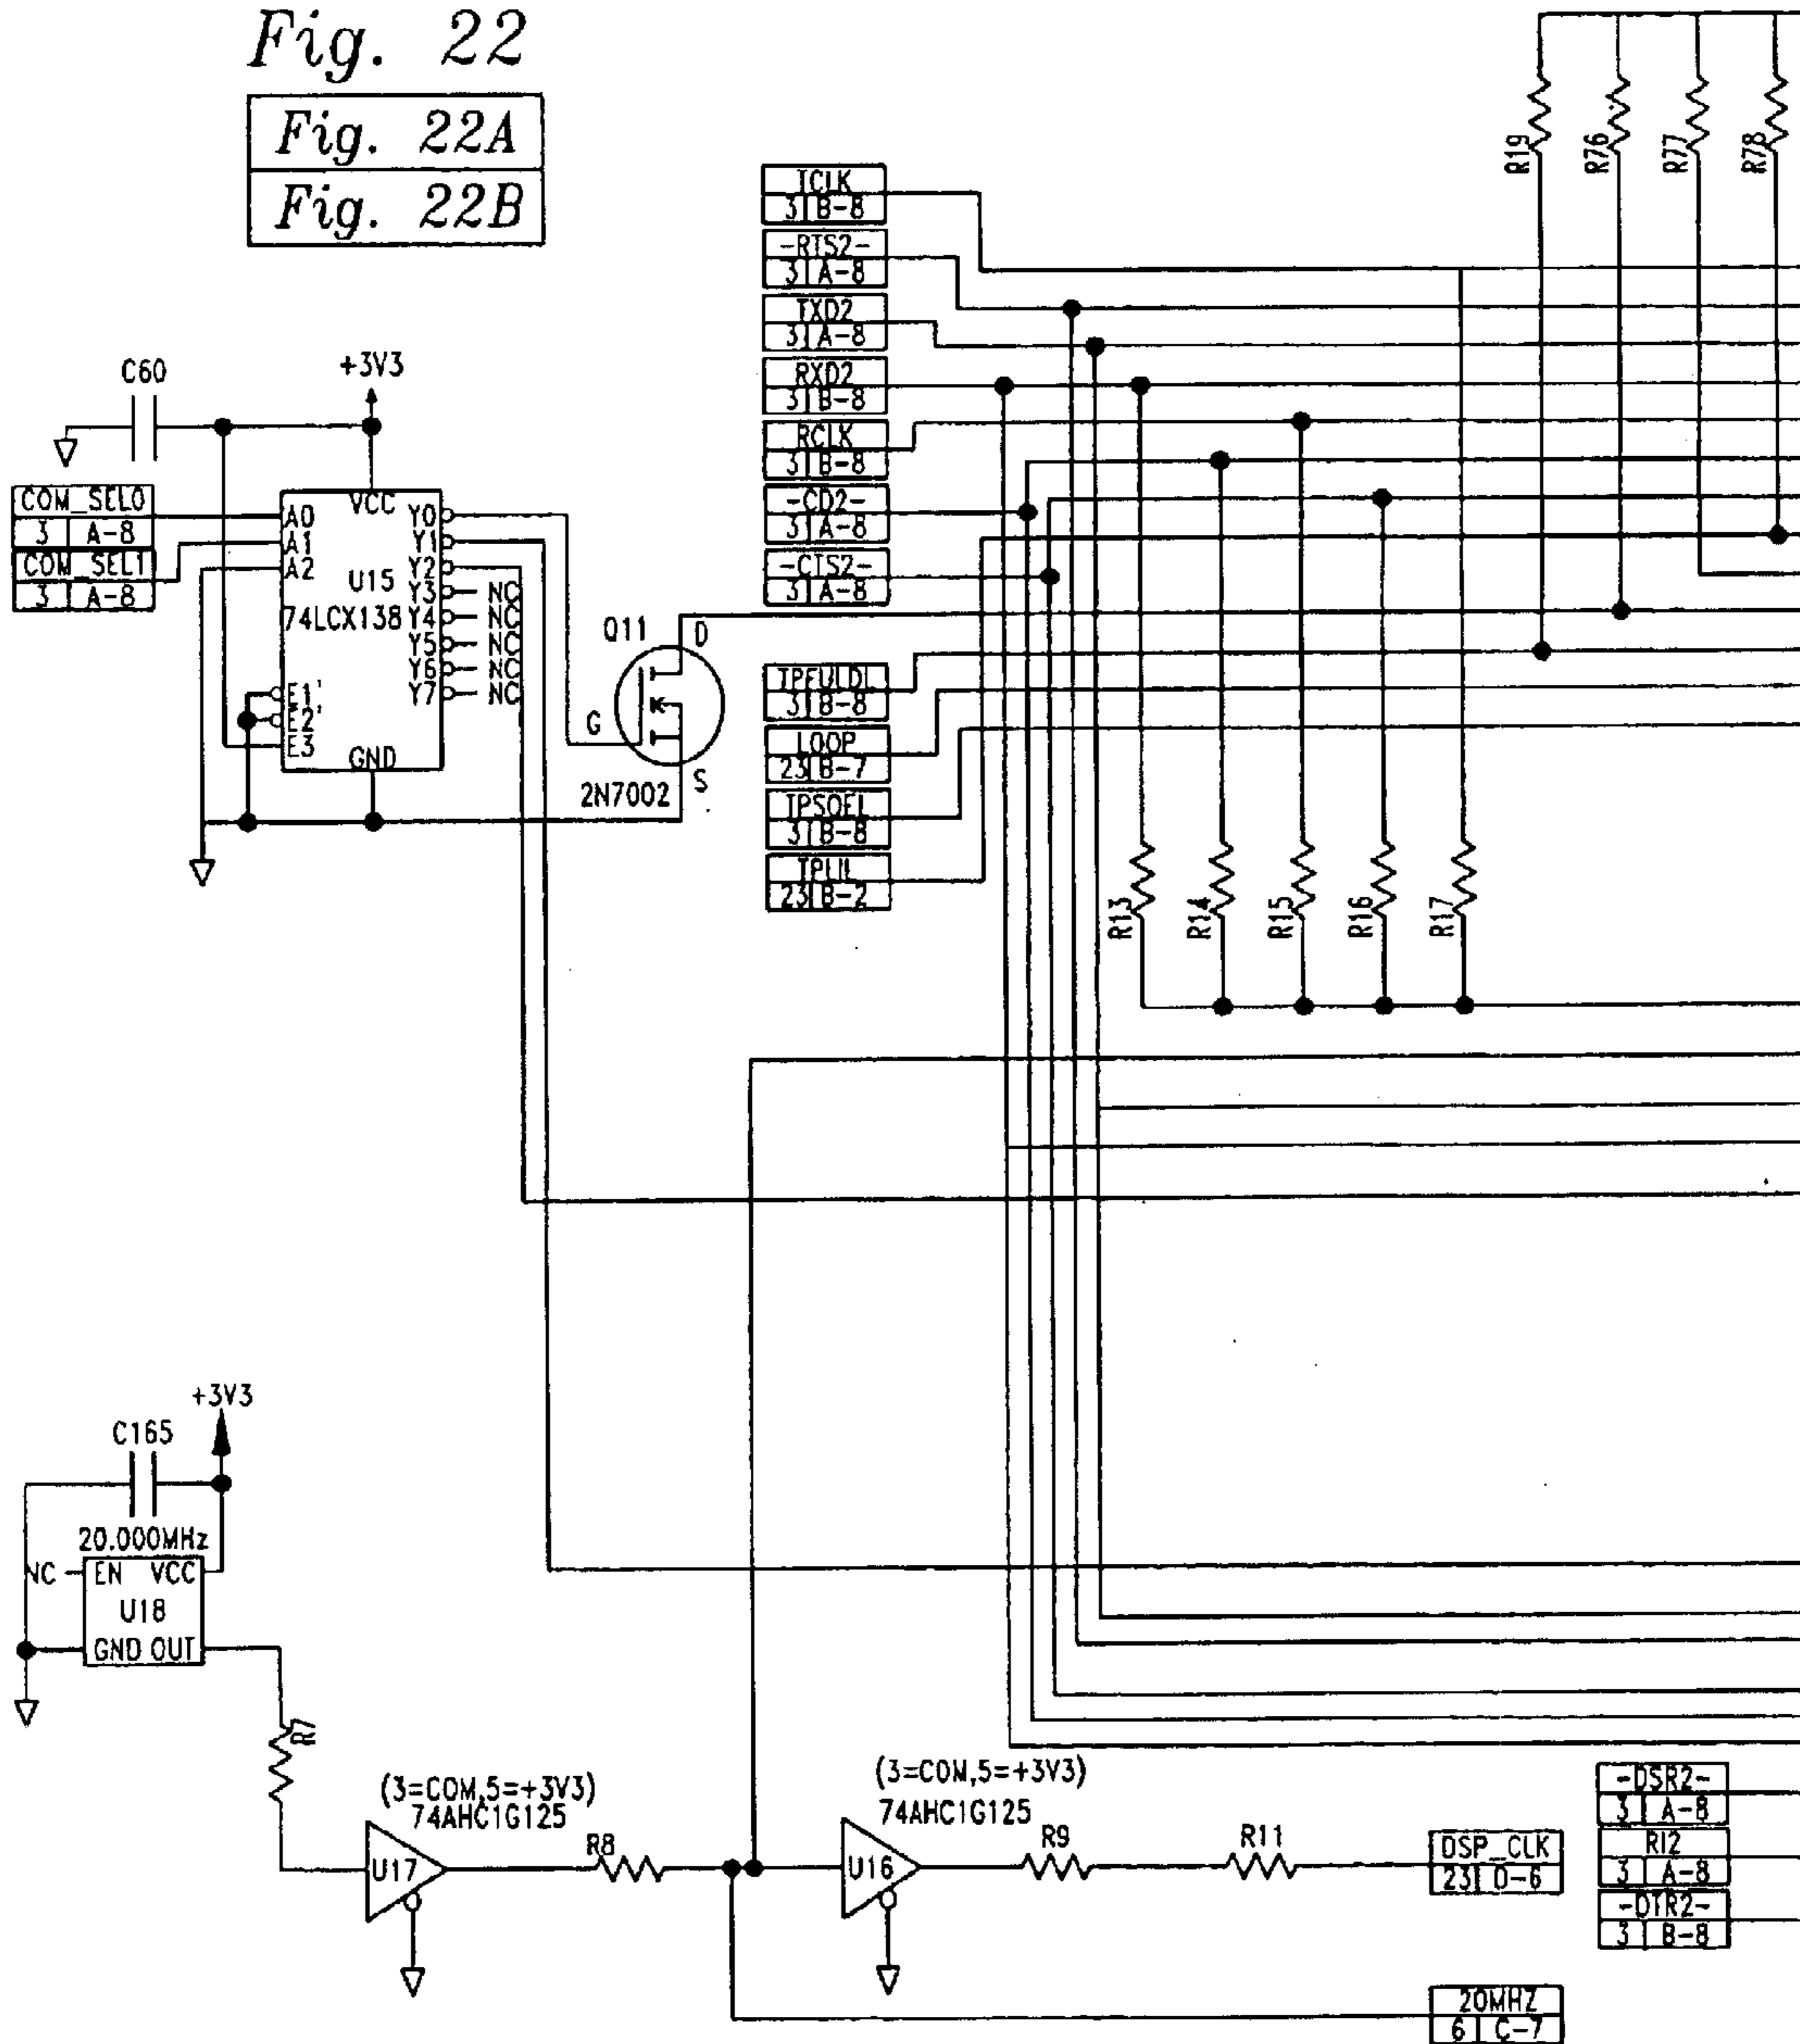 Fig. 22
Fig. 22A
Fig. 22B
R19
R76
R77
R78
TCLK
3 B-8
-RTS2-
3 A-8
TXD2
3 A-8
RXD2
3 B-8
RCLK
3 B-8
-CD2-
3 A-8
-CTS2-
3 A-8
C60
+3V3
COM_SEL0
3 A-8
COM_SEL1
3 A-8
VCC
A0
A1
A2
U15
74LCX138
E1'
E2'
E3
GND
Y0
Y1
Y2
Y3 NC
Y4 NC
Y5 NC
Y6 NC
Y7 NC
Q11
D
G
S
2N7002
TPFULDL
3 B-8
LOOP
23 B-7
3 B-8
23 B-2
R13
R14
R15
R16
R17
+3V3
C165
20.000MHz
NC
EN VCC
U18
GND OUT
R7
(3=COM,5=+3V3)
74AHC1G125
U17
R8
(3=COM,5=+3V3)
74AHC1G125
U16
R9
R11
DSP_CLK
23 D-6
-DSR2-
3 A-8
RI2
3 A-8
-DTR2-
3 B-8
20MHZ
6 C-7